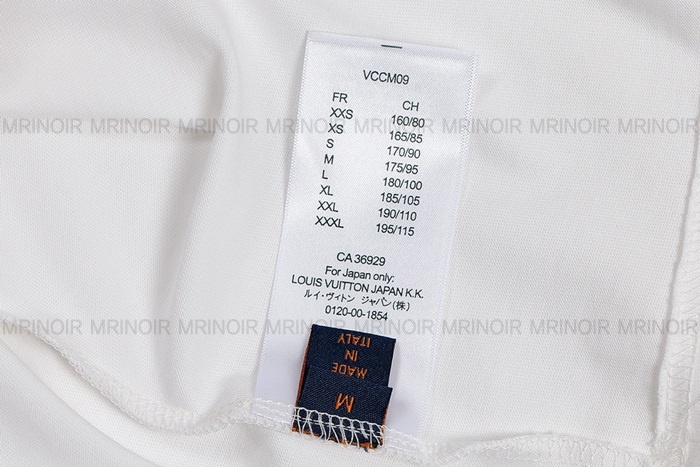 VCCM09
FR CH
XXS 160/80
XS 165/85
S 170/90
M 175/95
L 180/100
XL 185/105
XXL 190/110
XXXL 195/115
CA 36929
For Japan only:
LOUIS VUITTON JAPAN K.K.
ルイ・ヴィトン ジャパン(株)
0120-00-1854
MADE
IN
ITALY
M
MRINOIR MRINOIR MRINOIR MRINOIR MRINOIR MRINOIR MRINOIR
MRINOIR MRINOIR MRINOIR MRINOIR MRINOIR MRINOIR MRINOIR